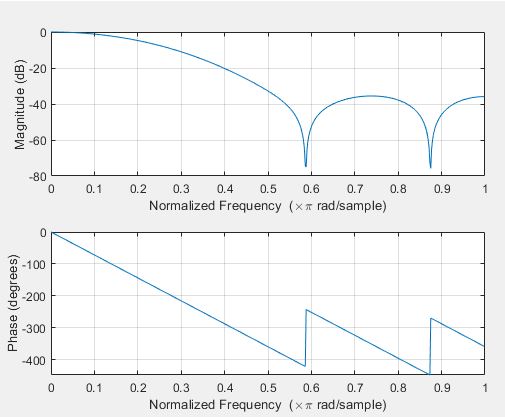 0
-20
-40
-60
-80
Magnitude (dB)
0 0.1 0.2 0.3 0.4 0.5 0.6 0.7 0.8 0.9 1
Normalized Frequency (×π rad/sample)
0
-100
-200
-300
-400
Phase (degrees)
0 0.1 0.2 0.3 0.4 0.5 0.6 0.7 0.8 0.9 1
Normalized Frequency (×π rad/sample)